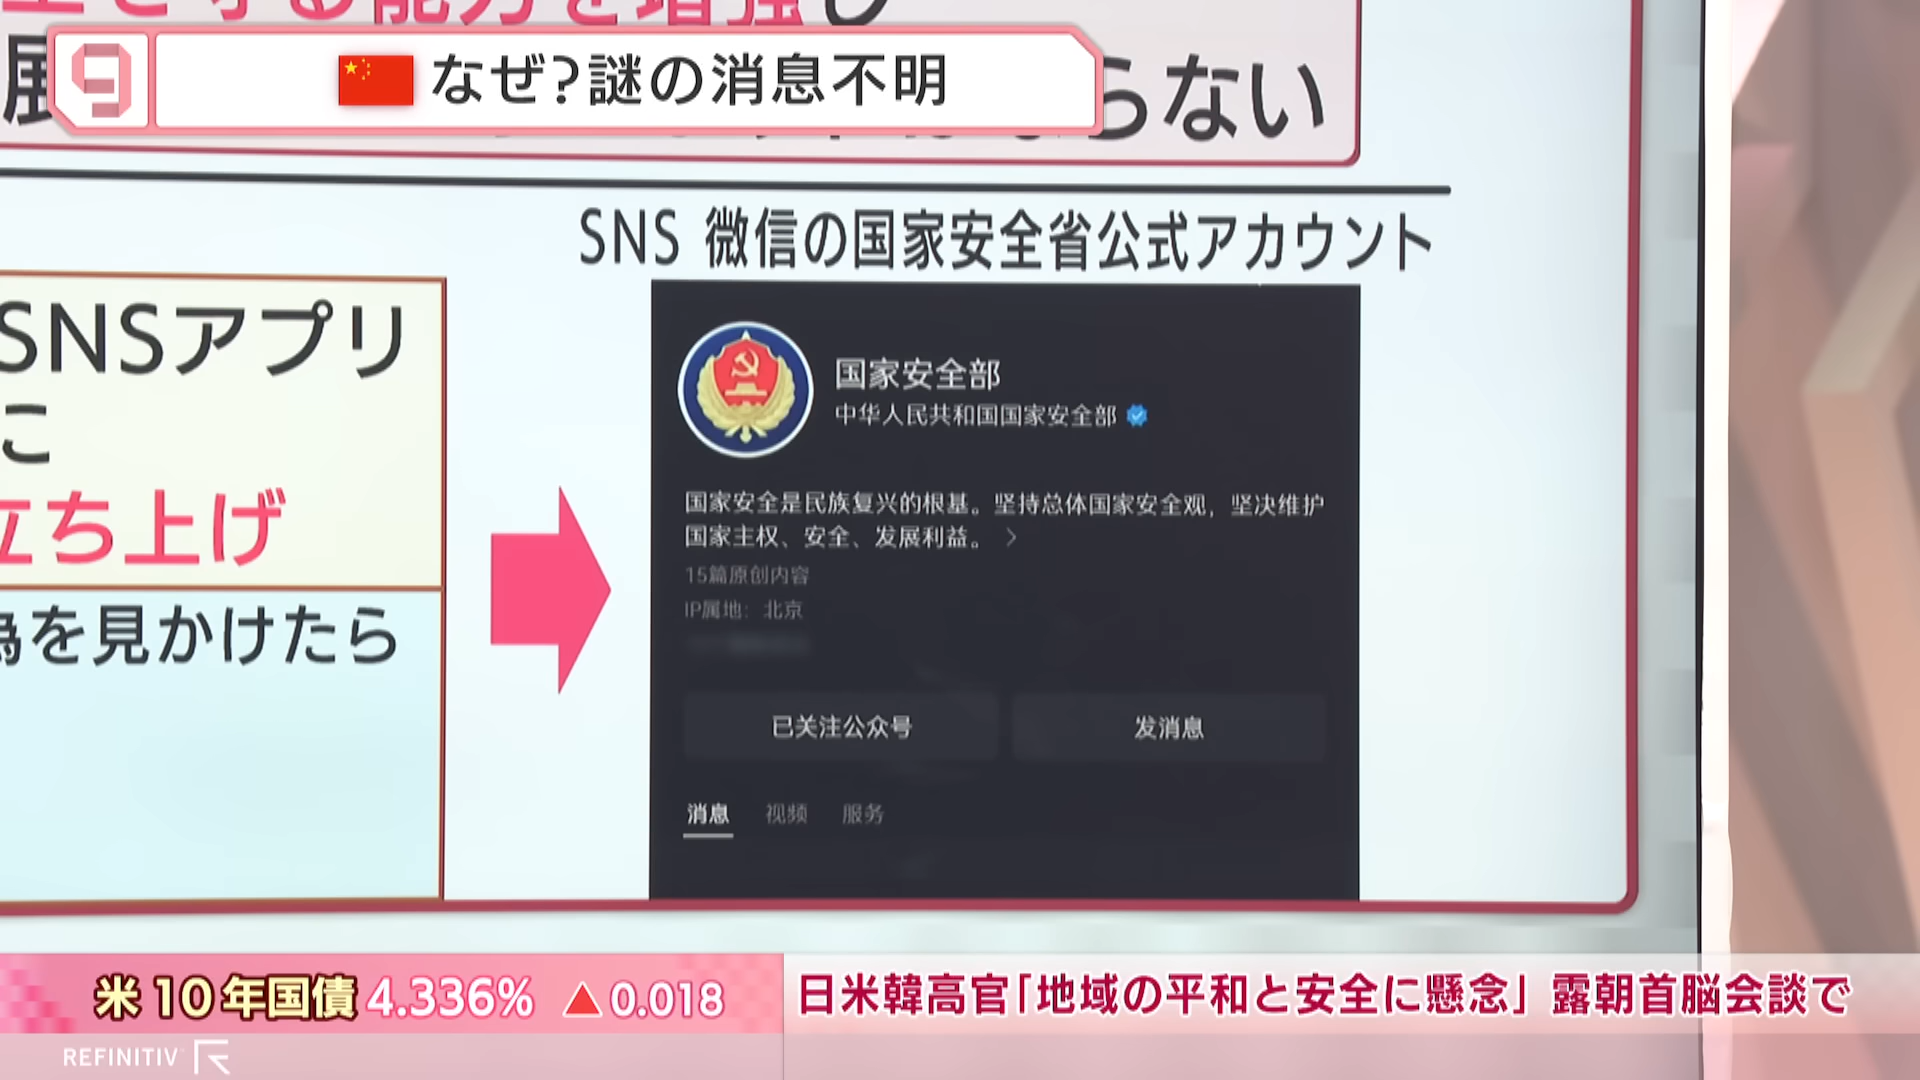 能力を増強し
9
なぜ?謎の消息不明
らない
SNS 微信の国家安全省公式アカウント
SNSアプリ
に
立ち上げ
為を見かけたら
国家安全部
中华人民共和国国家安全部
国家安全是民族复兴的根基。坚持总体国家安全观，坚决维护
国家主权、安全、发展利益。 >
15篇原创内容
IP属地：北京
已关注公众号
发消息
消息 视频 服务
米10年国債 4.336% ▲0.018
日米韓高官「地域の平和と安全に懸念」 露朝首脳会談で
REFINITIV